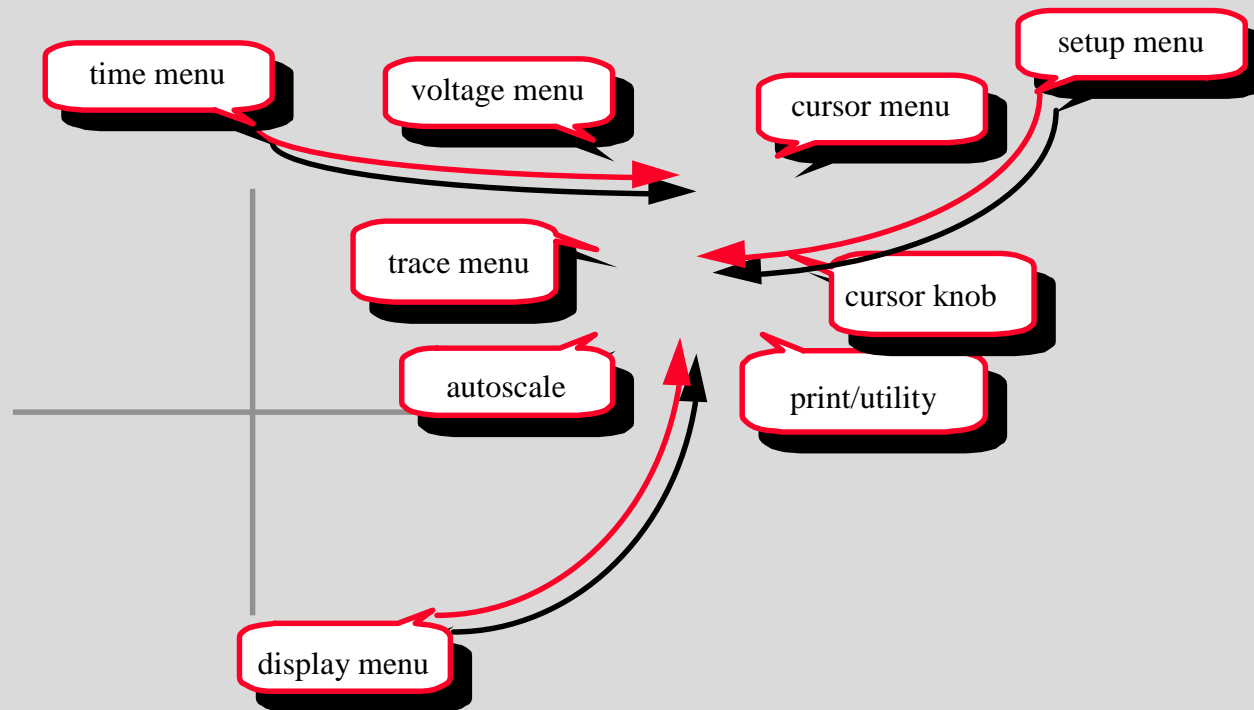 setup menu
time menu
voltage menu
cursor menu
trace menu
cursor knob
autoscale
print/utility
display menu